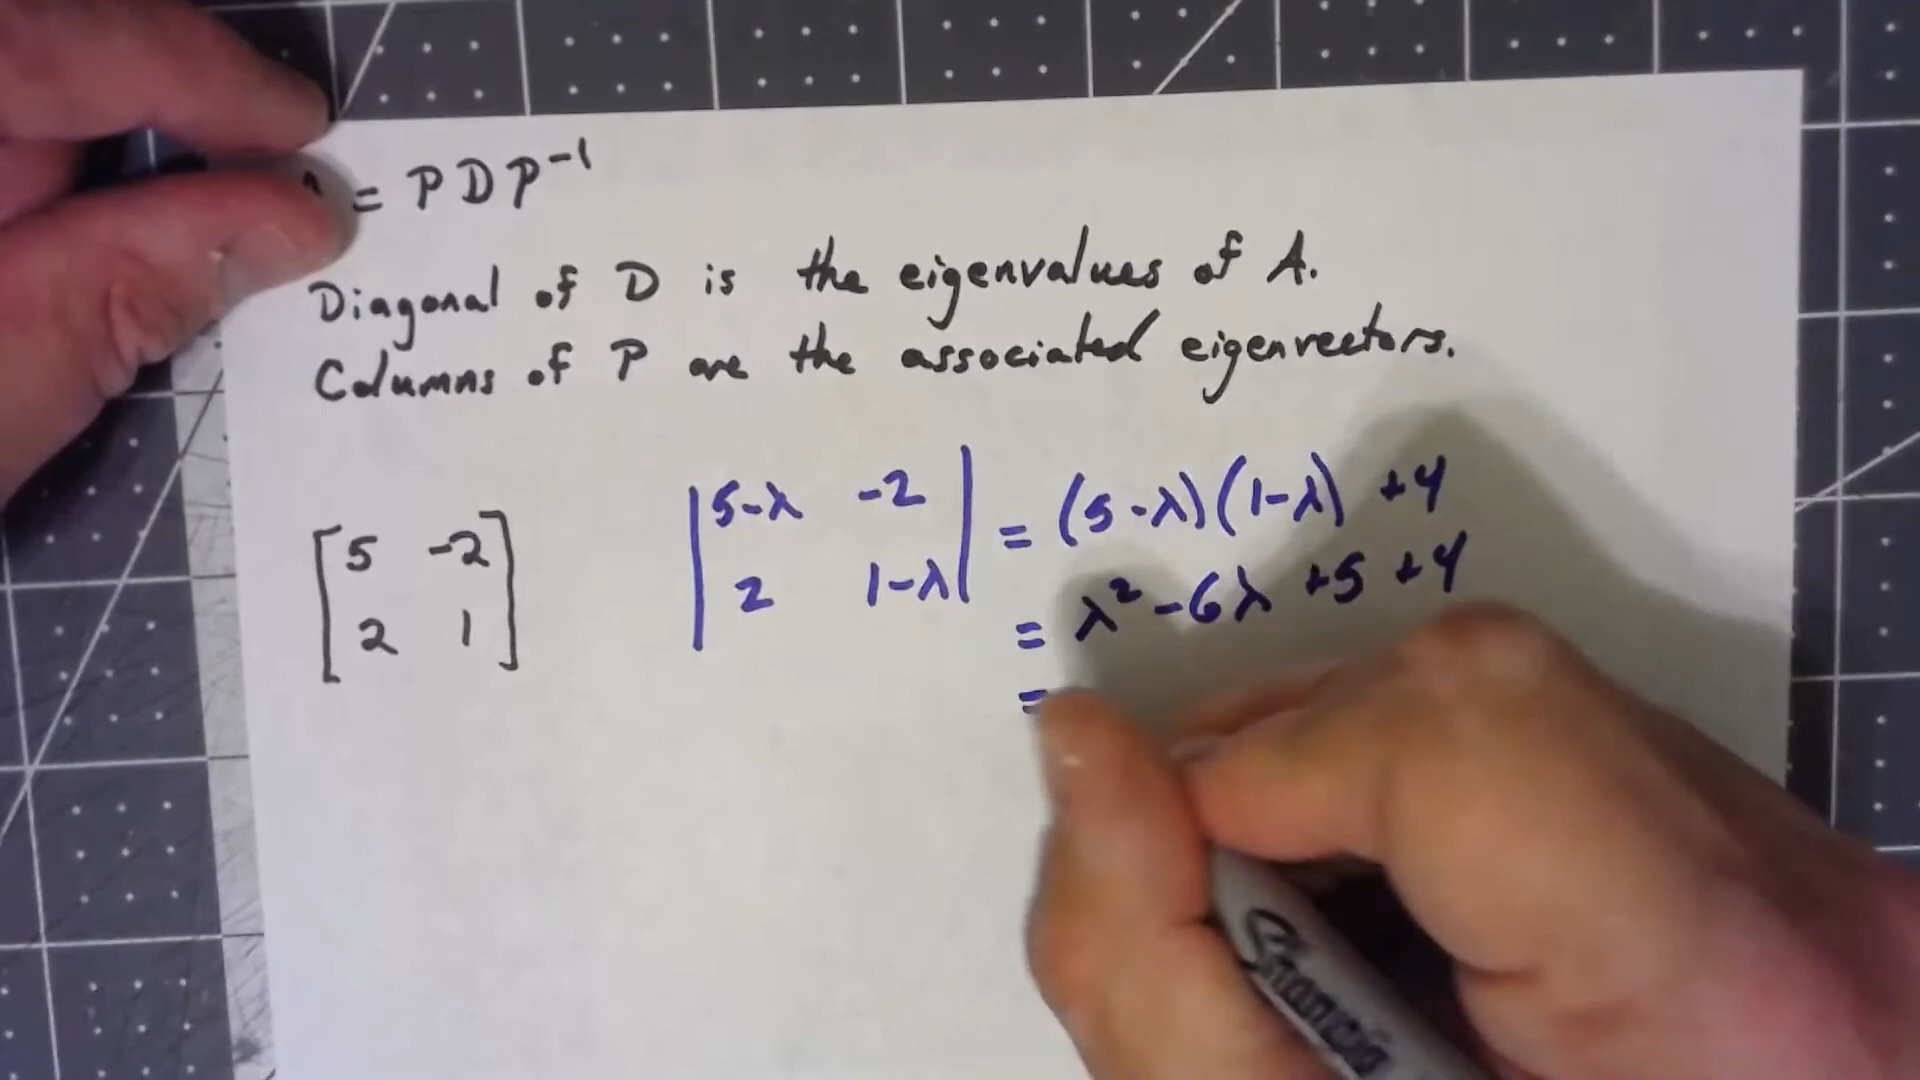 = PDP⁻¹
Diagonal of D is the eigenvalues of A.
Columns of P are the associated eigenvectors.
[5 -2
2 1]
|5-λ -2
2 1-λ| = (5-λ)(1-λ) +4
= λ² -6λ +5 +4
=
Sharpie